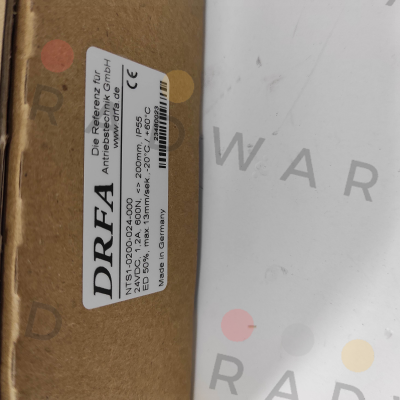 DRFA
Die Referenz für
Antriebstechnik GmbH
www.drfa.de
NTS1-0200-024-000
24VDC, 1.2A, 600N, <> 200mm, IP55
ED 50%, max 13mm/sek, -20°C / +60°C
Made in Germany
CE
RADWAR